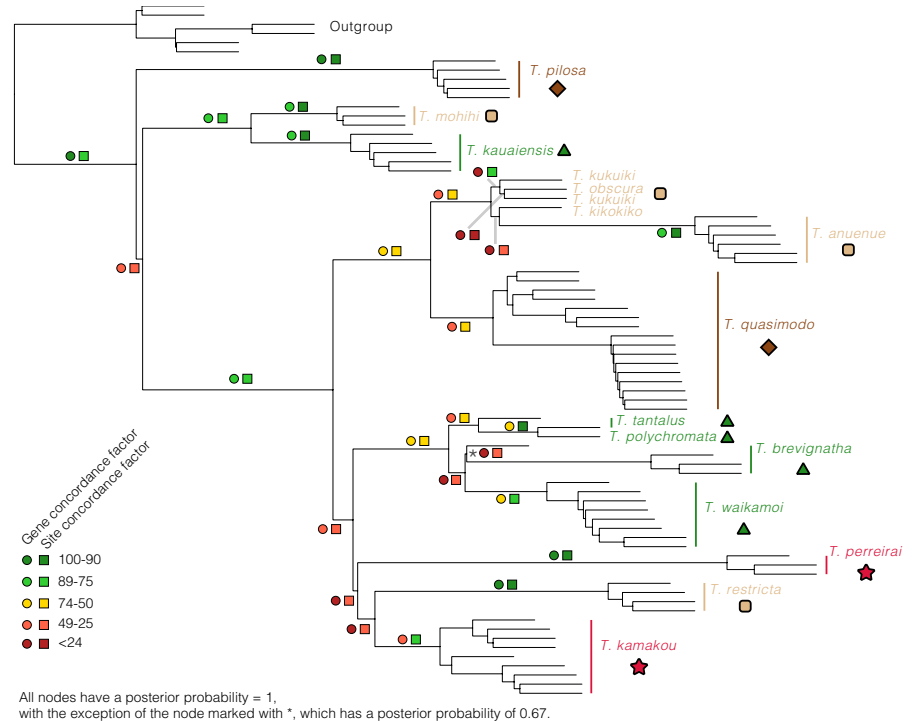 Outgroup
T. pilosa
T. mohihi
T. kauaiensis
T. kukuiki
T. obscura
T. kukuiki
T. kikokiko
T. anuenue
T. quasimodo
T. tantalus
T. polychromata
T. brevignatha
*
T. waikamoi
T. perreirai
T. restricta
T. kamakou
Gene concordance factor
Site concordance factor
100-90
89-75
74-50
49-25
<24
All nodes have a posterior probability = 1,
with the exception of the node marked with *, which has a posterior probability of 0.67.